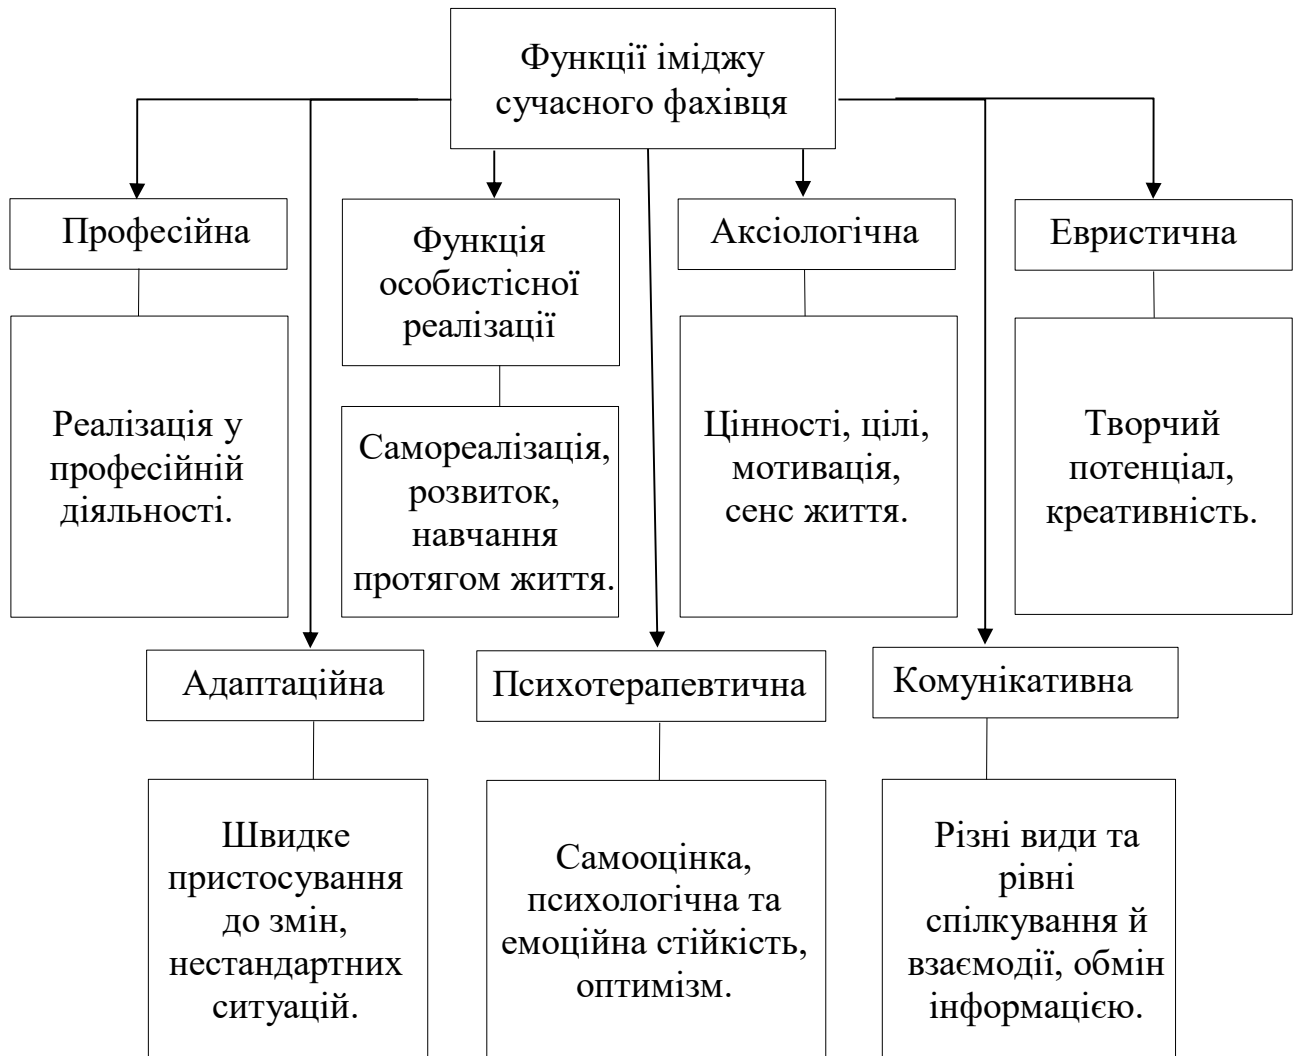 Функції іміджу
сучасного фахівця
Професійна
Функція
особистісної
реалізації
Аксіологічна
Евристична
Реалізація у
професійній
діяльності.
Самореалізація,
розвиток,
навчання
протягом життя.
Цінності, цілі,
мотивація,
сенс життя.
Творчий
потенціал,
креативність.
Адаптаційна
Психотерапевтична
Комунікативна
Швидке
пристосування
до змін,
нестандартних
ситуацій.
Самооцінка,
психологічна та
емоційна стійкість,
оптимізм.
Різні види та
рівні
спілкування й
взаємодії, обмін
інформацією.